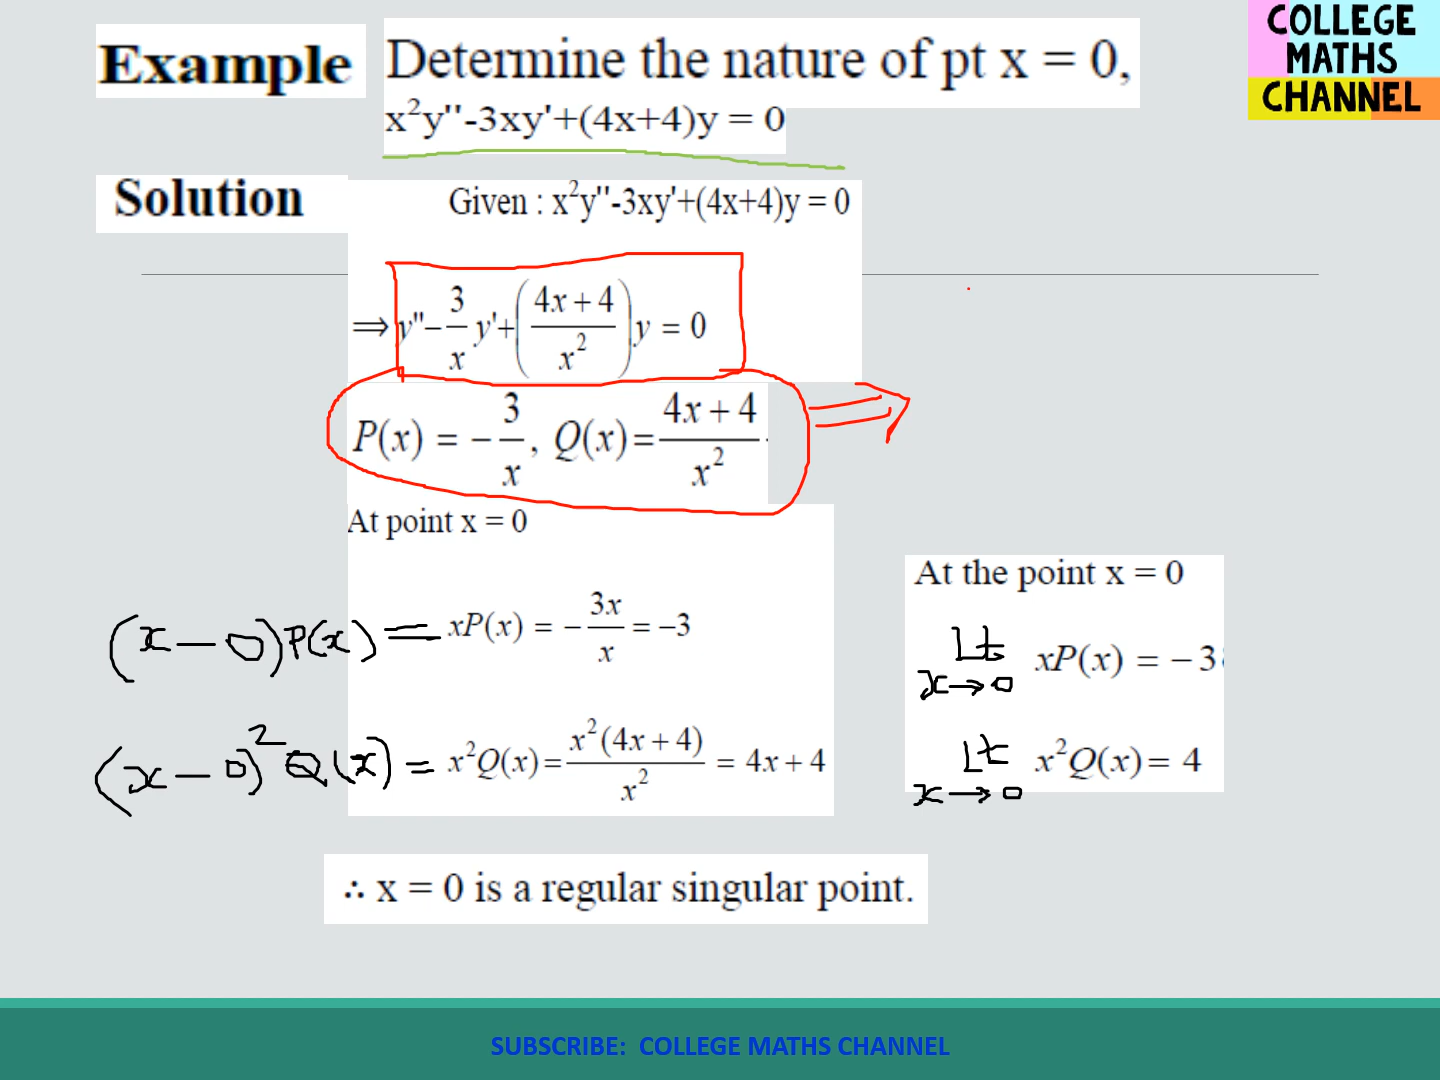 Example Determine the nature of pt x = 0,
x²y''-3xy'+(4x+4)y = 0
COLLEGE
MATHS
CHANNEL
Solution Given : x²y''-3xy'+(4x+4)y = 0
⇒ y''− 3/x y'+((4x + 4)/x²)y = 0
P(x) = − 3/x, Q(x)= (4x + 4)/x²
At point x = 0
(x − 0)P(x) = xP(x) = − 3x/x = −3
(x − 0)² Q(x) = x²Q(x)= x²(4x + 4)/x² = 4x + 4
At the point x = 0
Lt x→0 xP(x) = − 3
Lt x→0 x²Q(x)= 4
∴ x = 0 is a regular singular point.
SUBSCRIBE: COLLEGE MATHS CHANNEL